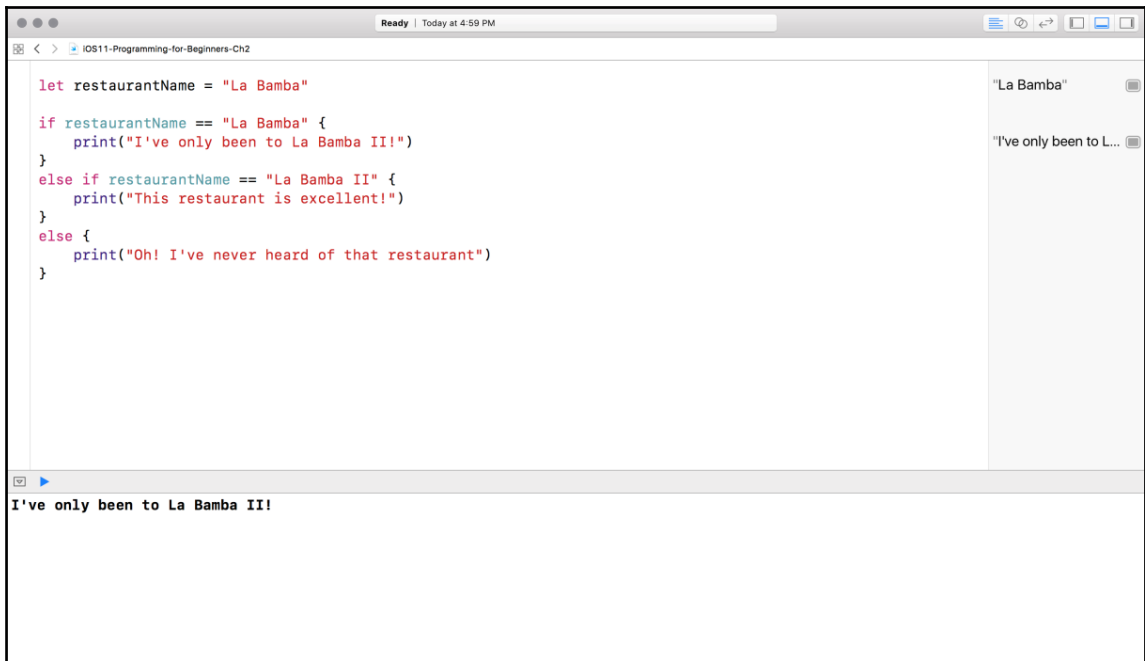 Ready | Today at 4:59 PM
iOS11-Programming-for-Beginners-Ch2
let restaurantName = "La Bamba"
"La Bamba"
if restaurantName == "La Bamba" {
print("I've only been to La Bamba II!")
"I've only been to L...
}
else if restaurantName == "La Bamba II" {
print("This restaurant is excellent!")
}
else {
print("Oh! I've never heard of that restaurant")
}
I've only been to La Bamba II!